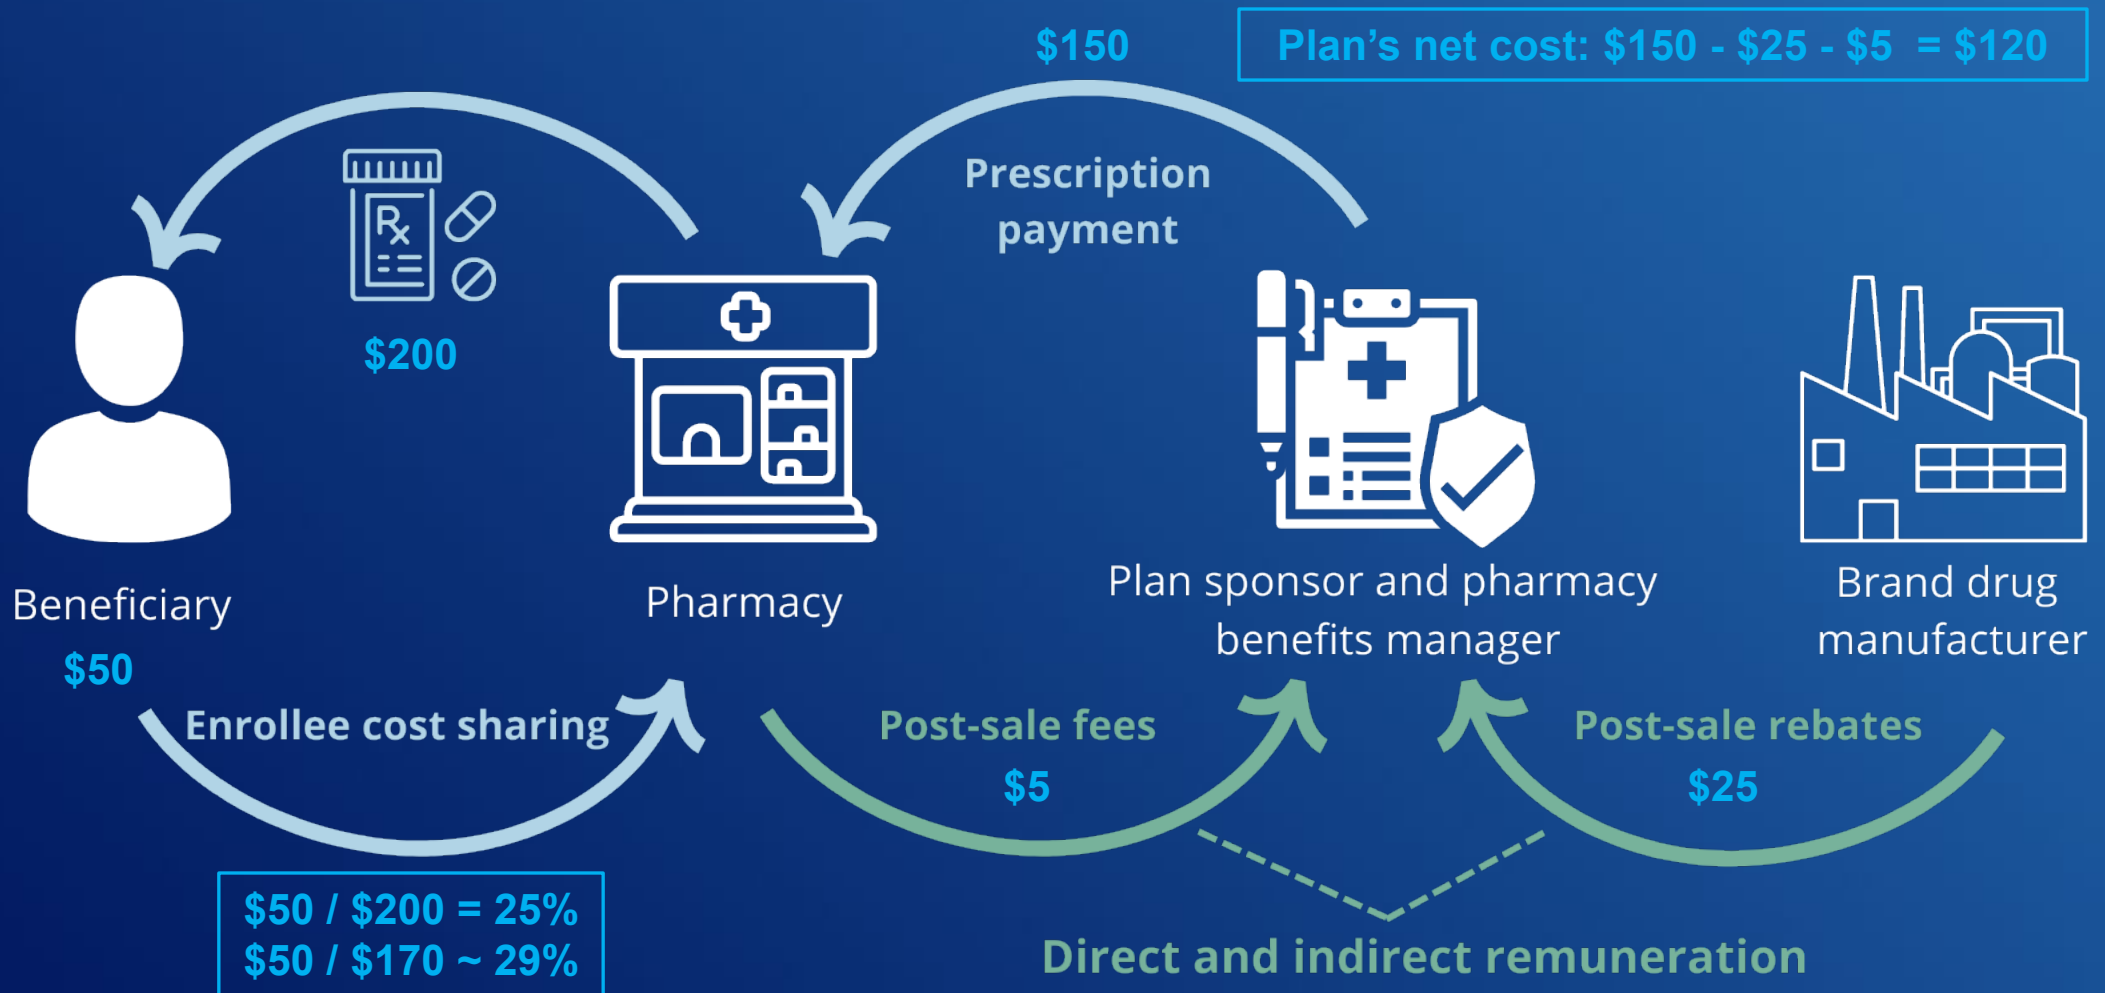 $150
Plan's net cost: $150 - $25 - $5 = $120
Prescription
payment
Rx
$200
Beneficiary
$50
Pharmacy
Plan sponsor and pharmacy
benefits manager
Brand drug
manufacturer
Enrollee cost sharing
Post-sale fees
$5
Post-sale rebates
$25
$50 / $200 = 25%
$50 / $170 ~ 29%
Direct and indirect remuneration